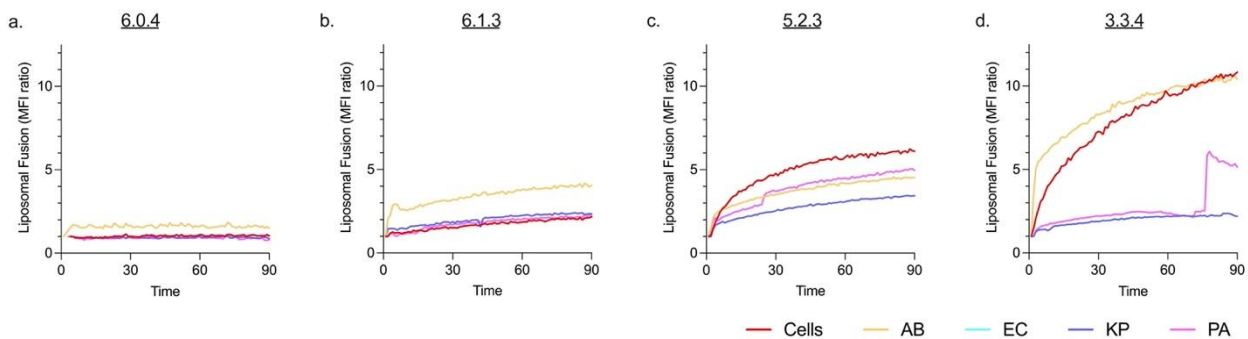 a. 6.0.4
b. 6.1.3
c. 5.2.3
d. 3.3.4
Liposomal Fusion (MFI ratio)
10
5
0
0 30 60 90
Time
Liposomal Fusion (MFI ratio)
10
5
0
0 30 60 90
Time
Liposomal Fusion (MFI ratio)
10
5
0
0 30 60 90
Time
Liposomal Fusion (MFI ratio)
10
5
0
0 30 60 90
Time
Cells AB EC KP PA